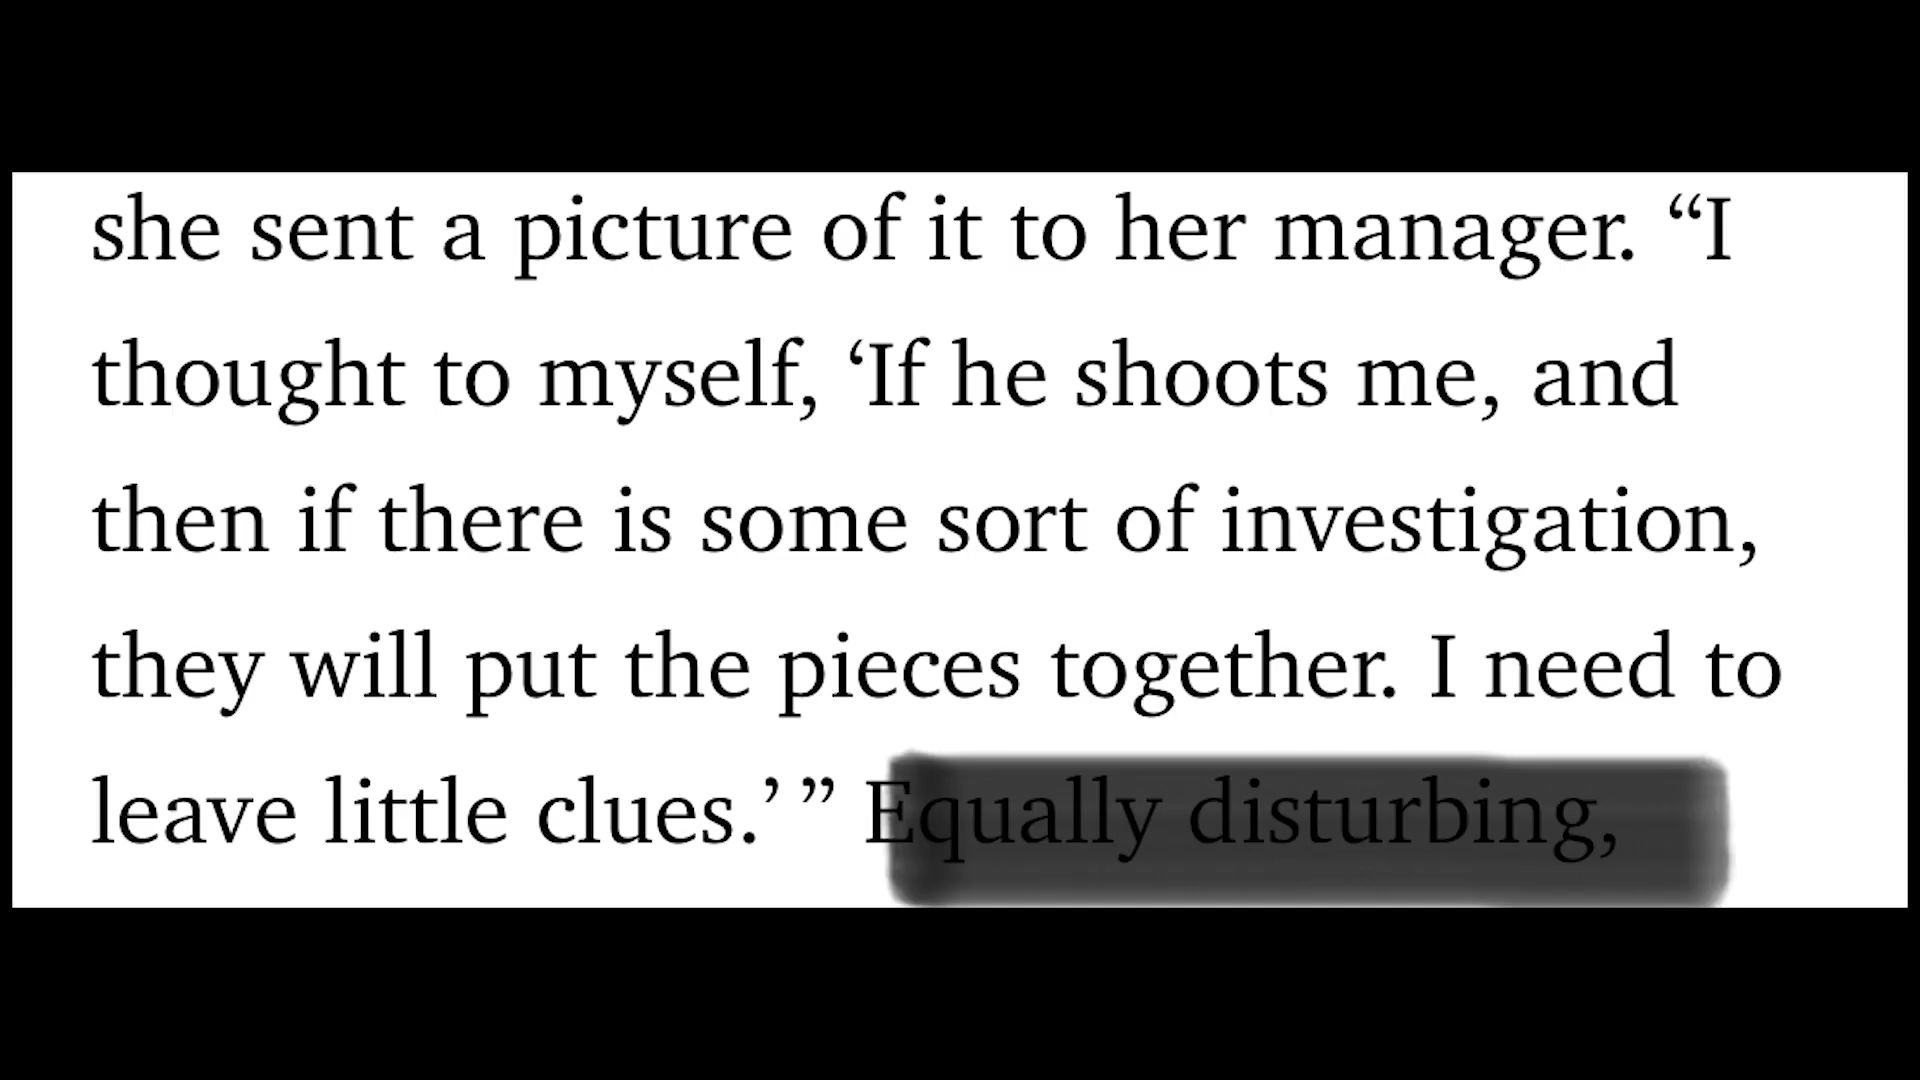 she sent a picture of it to her manager. “I
thought to myself, ‘If he shoots me, and
then if there is some sort of investigation,
they will put the pieces together. I need to
leave little clues.’ ” Equally disturbing,